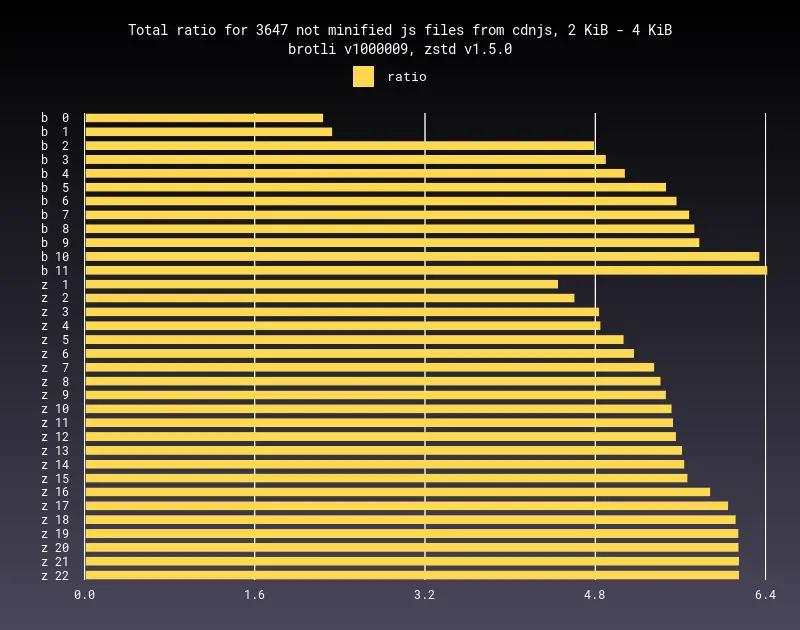 Total ratio for 3647 not minified js files from cdnjs, 2 KiB - 4 KiB
brotli v1000009, zstd v1.5.0
ratio
b 0
b 1
b 2
b 3
b 4
b 5
b 6
b 7
b 8
b 9
b 10
b 11
z 1
z 2
z 3
z 4
z 5
z 6
z 7
z 8
z 9
z 10
z 11
z 12
z 13
z 14
z 15
z 16
z 17
z 18
z 19
z 20
z 21
z 22
0.0 1.6 3.2 4.8 6.4